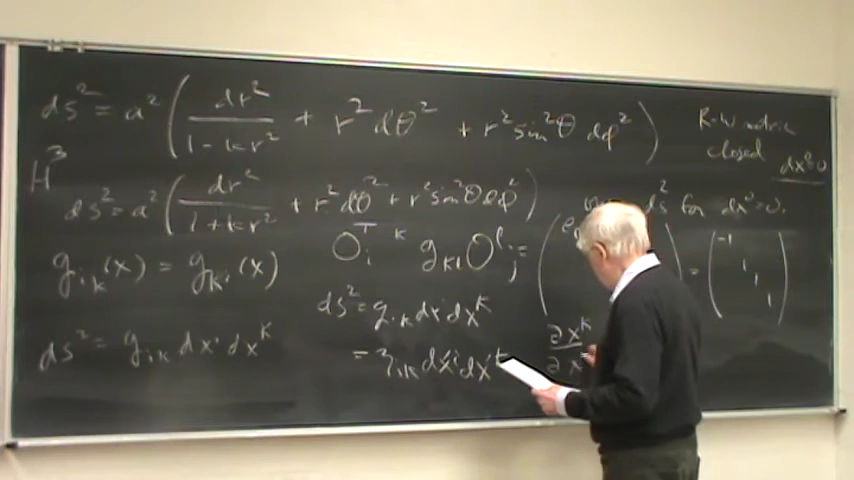 ds² = a² ( dr² / (1 - kr²) + r² dθ² + r² sin²θ dφ² )
R-W metric
closed
dx⁰=0
H³
ds² = a² ( dr² / (1 + kr²) + r² dθ² + r² sin²θ dφ² )
ds² for dx⁰=0.
g_ik(x) = g_ki(x)
O^T_i^k g_kl O^l_j = ( e₀ ) = ( -1 1 1 1 )
ds² = g_ik dx^i dx^k
ds² = g_ik dx^i dx^k
= η_ik dx'^i dx'^k
∂x^k
∂x